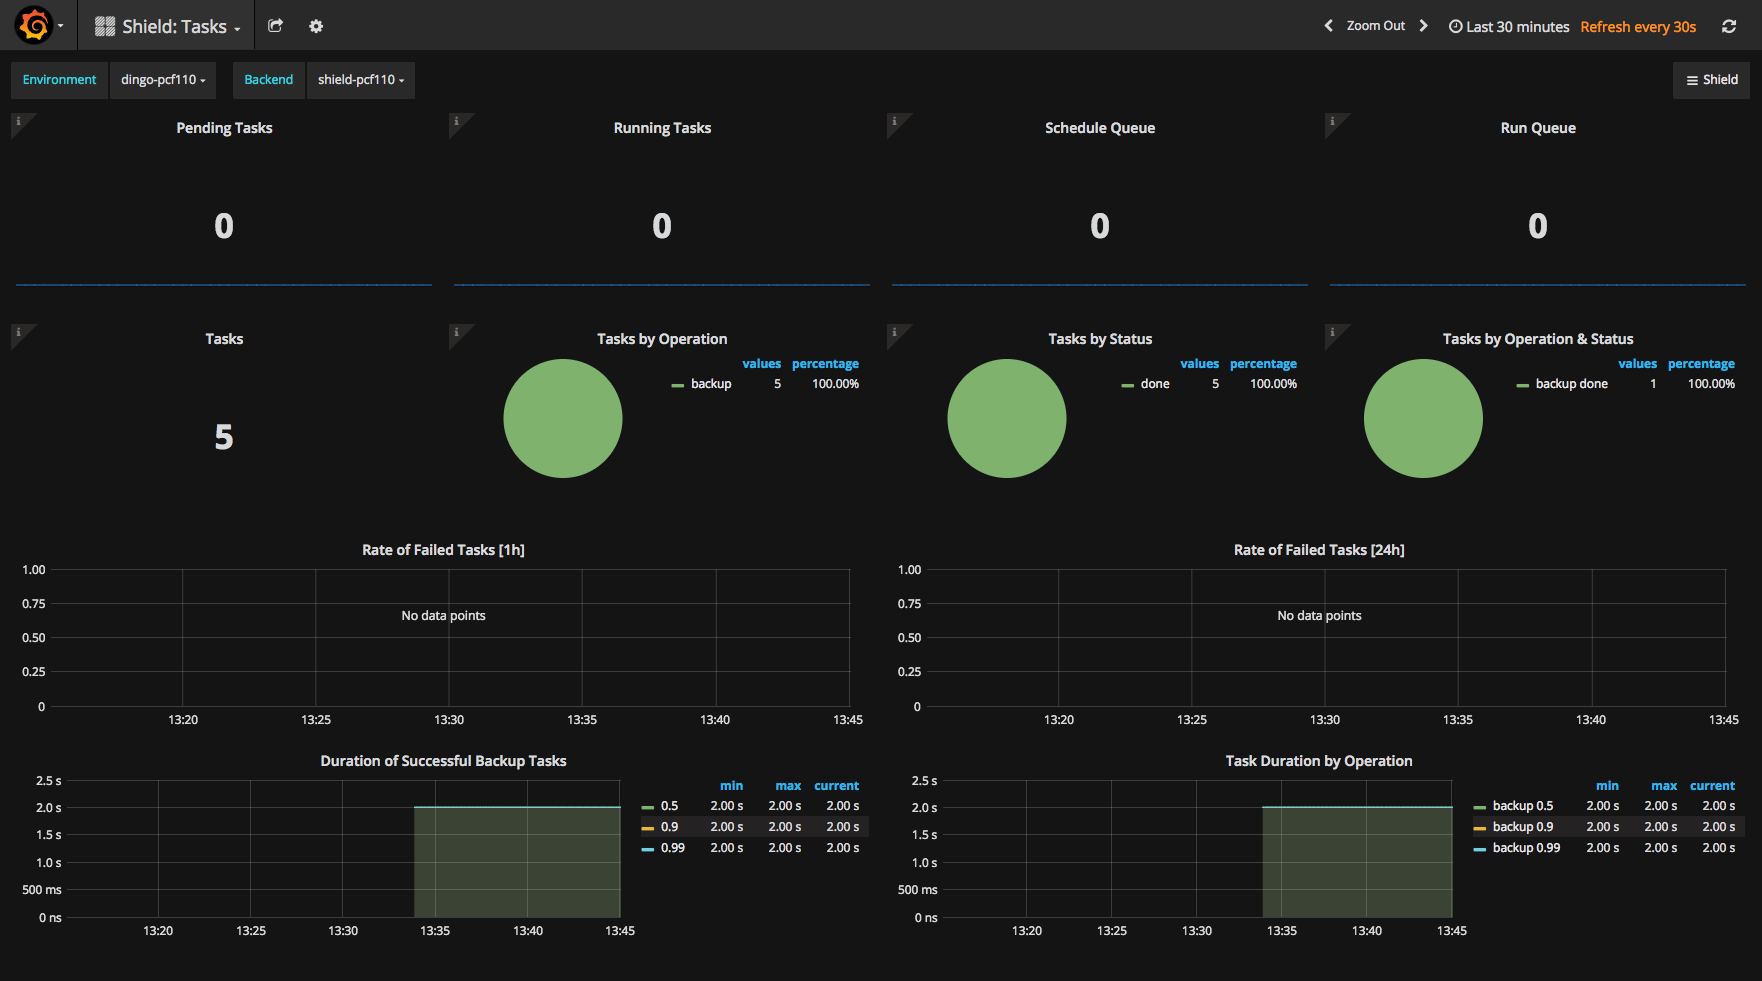 Shield: Tasks
Zoom Out
Last 30 minutes
Refresh every 30s
Environment
dingo-pcf110
Backend
shield-pcf110
Shield
Pending Tasks
Running Tasks
Schedule Queue
Run Queue
0
0
0
0
Tasks
5
Tasks by Operation
values percentage
backup 5 100.00%
Tasks by Status
values percentage
done 5 100.00%
Tasks by Operation & Status
values percentage
backup done 1 100.00%
Rate of Failed Tasks [1h]
1.00
0.75
No data points
0.50
0.25
0
13:20 13:25 13:30 13:35 13:40 13:45
Rate of Failed Tasks [24h]
1.00
0.75
No data points
0.50
0.25
0
13:20 13:25 13:30 13:35 13:40 13:45
Duration of Successful Backup Tasks
2.5 s
2.0 s
1.5 s
1.0 s
500 ms
0 ns
13:20 13:25 13:30 13:35 13:40 13:45
min max current
0.5 2.00 s 2.00 s 2.00 s
0.9 2.00 s 2.00 s 2.00 s
0.99 2.00 s 2.00 s 2.00 s
Task Duration by Operation
2.5 s
2.0 s
1.5 s
1.0 s
500 ms
0 ns
13:20 13:25 13:30 13:35 13:40 13:45
min max current
backup 0.5 2.00 s 2.00 s 2.00 s
backup 0.9 2.00 s 2.00 s 2.00 s
backup 0.99 2.00 s 2.00 s 2.00 s